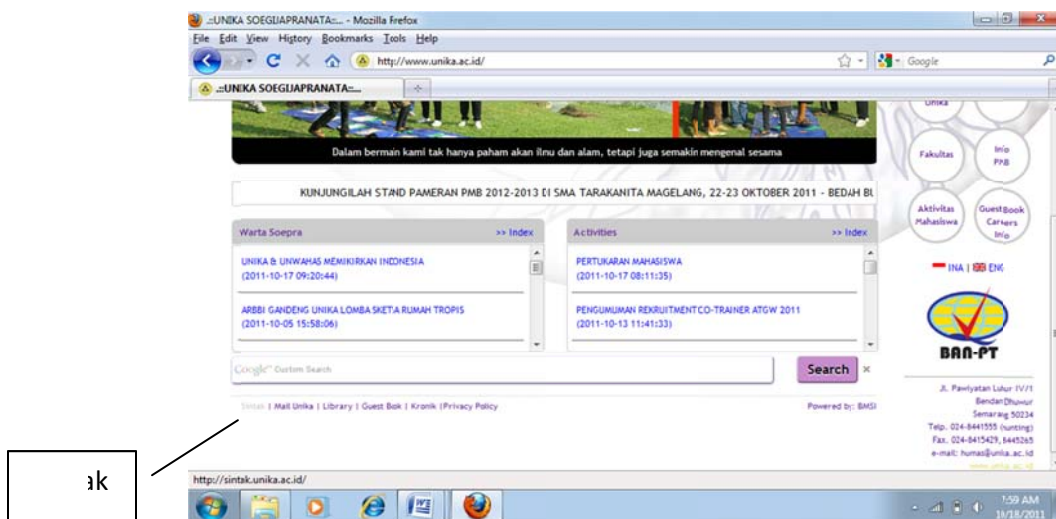 .::UNIKA SOEGIJAPRANATA::... - Mozilla Firefox
File Edit View History Bookmarks Tools Help
http://www.unika.ac.id/
Google
.::UNIKA SOEGIJAPRANATA::...
Unika
Dalam bermain kami tak hanya paham akan ilmu dan alam, tetapi juga semakin mengenal sesama
Fakultas
Info
PMB
KUNJUNGILAH STAND PAMERAN PMB 2012-2013 DI SMA TARAKANITA MAGELANG, 22-23 OKTOBER 2011 - BEDAH BU
Aktivitas
Mahasiswa
GuestBook
Careers
Info
Warta Soepra >> Index
Activities >> Index
UNIKA & UNWAHAS MEMIKIRKAN INDONESIA
(2011-10-17 09:20:44)
PERTUKARAN MAHASISWA
(2011-10-17 08:11:35)
INA | ENG
ARBBI GANDENG UNIKA LOMBA SKETA RUMAH TROPIS
(2011-10-05 15:58:06)
PENGUMUMAN REKRUITMENT CO-TRAINER ATGW 2011
(2011-10-13 11:41:33)
BAN-PT
Google™ Custom Search
Search ×
Jl. Pawiyatan Luhur IV/1
Bendan Dhuwur
Semarang 50234
Telp. 024-8441555 (hunting)
Fax. 024-8415429, 8445265
e-mail: humas@unika.ac.id
www.unika.ac.id
Sintak | Mail Unika | Library | Guest Book | Kronik |Privacy Policy
Powered by: BMSI
ak
http://sintak.unika.ac.id/
7:59 AM
10/18/2011